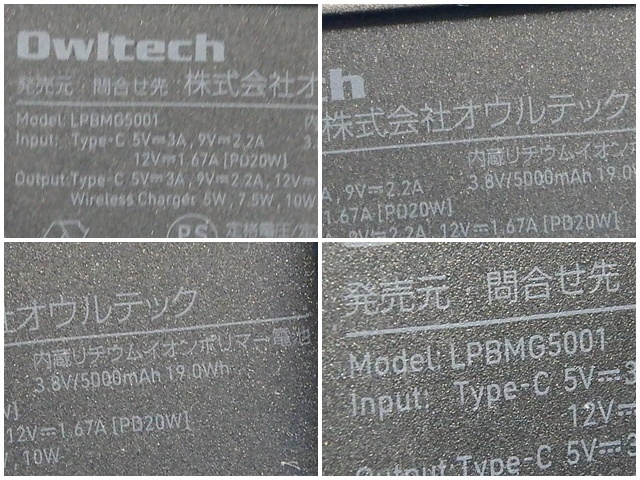 Owltech
発売元・問合せ先：株式会社オ
Model: LPBMG5001
Input: Type-C 5V⎓3A , 9V⎓2.2A
12V⎓1.67A [PD20W]
Output:Type-C 5V⎓3A , 9V⎓2.2A , 12V⎓
Wireless Charger 5W , 7.5W , 10W
PS
ch
株式会社オウルテック
内蔵リチウムイオン
A , 9V⎓2.2A 3.8V/5000mAh 19.0
1.67A [PD20W]
A , 9V⎓2.2A , 12V⎓1.67A [PD20W]
社オウルテック
内蔵リチウムイオンポリマー電池
3.8V/5000mAh 19.0Wh
12V⎓1.67A [PD20W]
, 10W
発売元・問合せ先
Model: LPBMG5001
Input: Type-C 5V⎓3
12V⎓
Output:Type-C 5V⎓3